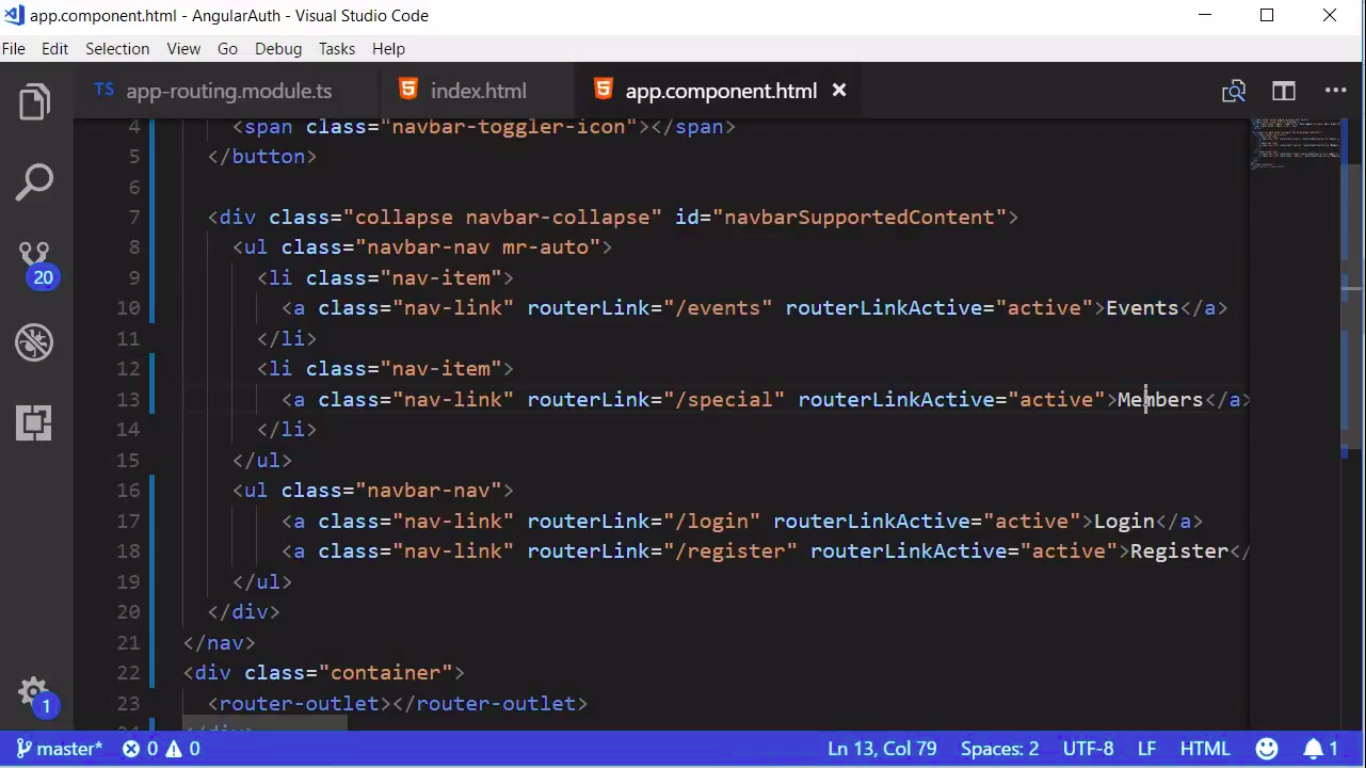 app.component.html - AngularAuth - Visual Studio Code
File Edit Selection View Go Debug Tasks Help
TS app-routing.module.ts index.html app.component.html
4 <span class="navbar-toggler-icon"></span>
5 </button>
6
7 <div class="collapse navbar-collapse" id="navbarSupportedContent">
8 <ul class="navbar-nav mr-auto">
9 <li class="nav-item">
10 <a class="nav-link" routerLink="/events" routerLinkActive="active">Events</a>
11 </li>
12 <li class="nav-item">
13 <a class="nav-link" routerLink="/special" routerLinkActive="active">Members</a>
14 </li>
15 </ul>
16 <ul class="navbar-nav">
17 <a class="nav-link" routerLink="/login" routerLinkActive="active">Login</a>
18 <a class="nav-link" routerLink="/register" routerLinkActive="active">Register</
19 </ul>
20 </div>
21 </nav>
22 <div class="container">
23 <router-outlet></router-outlet>
24 </div>
20
1
master* 0 0 Ln 13, Col 79 Spaces: 2 UTF-8 LF HTML 1